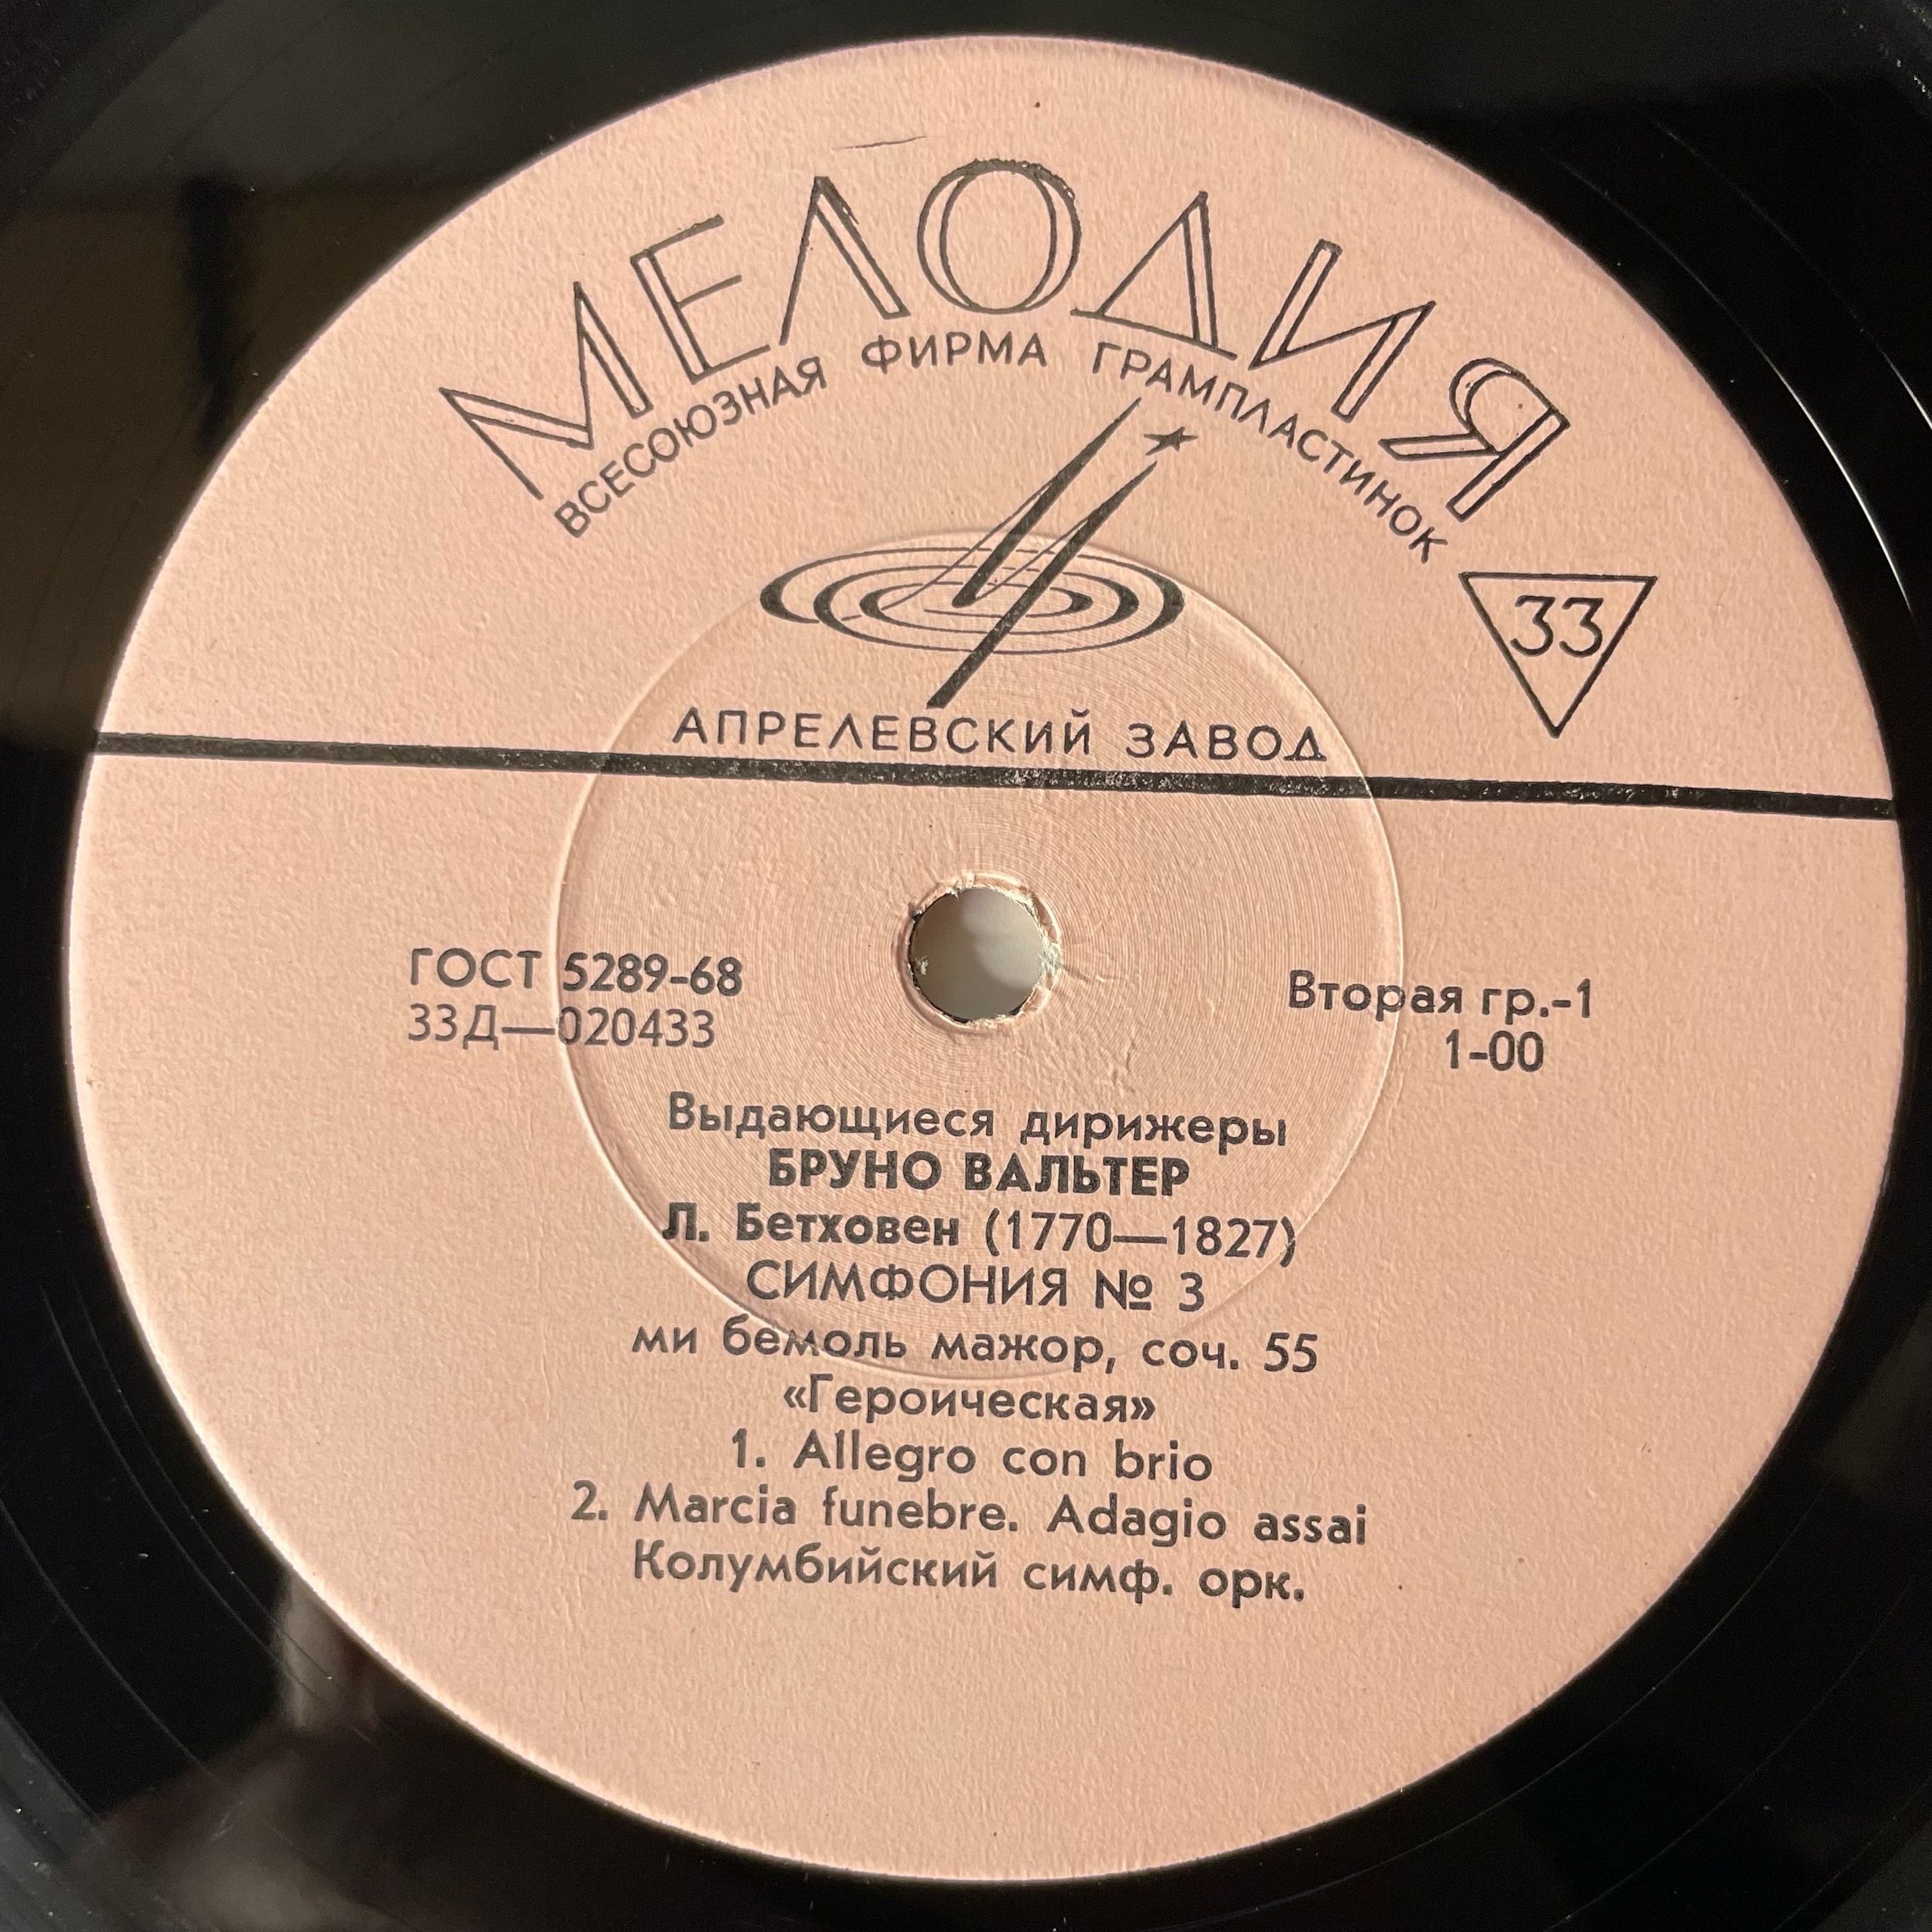 МЕЛОДИЯ
ВСЕСОЮЗНАЯ ФИРМА ГРАМПЛАСТИНОК
33
АПРЕЛЕВСКИЙ ЗАВОД
ГОСТ 5289-68
33Д—020433
Вторая гр.-1
1-00
Выдающиеся дирижеры
БРУНО ВАЛЬТЕР
Л. Бетховен (1770—1827)
СИМФОНИЯ № 3
ми бемоль мажор, соч. 55
«Героическая»
1. Allegro con brio
2. Marcia funebre. Adagio assai
Колумбийский симф. орк.